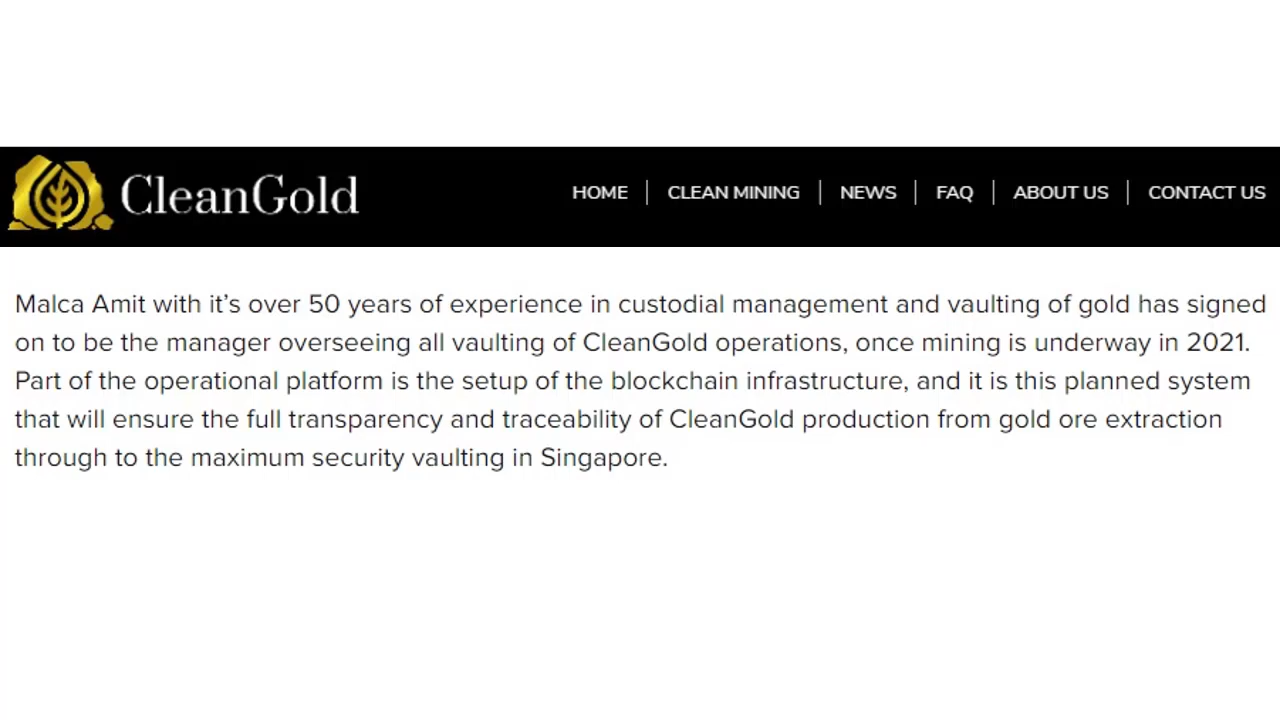 CleanGold
HOME | CLEAN MINING | NEWS | FAQ | ABOUT US | CONTACT US
Malca Amit with it’s over 50 years of experience in custodial management and vaulting of gold has signed
on to be the manager overseeing all vaulting of CleanGold operations, once mining is underway in 2021.
Part of the operational platform is the setup of the blockchain infrastructure, and it is this planned system
that will ensure the full transparency and traceability of CleanGold production from gold ore extraction
through to the maximum security vaulting in Singapore.